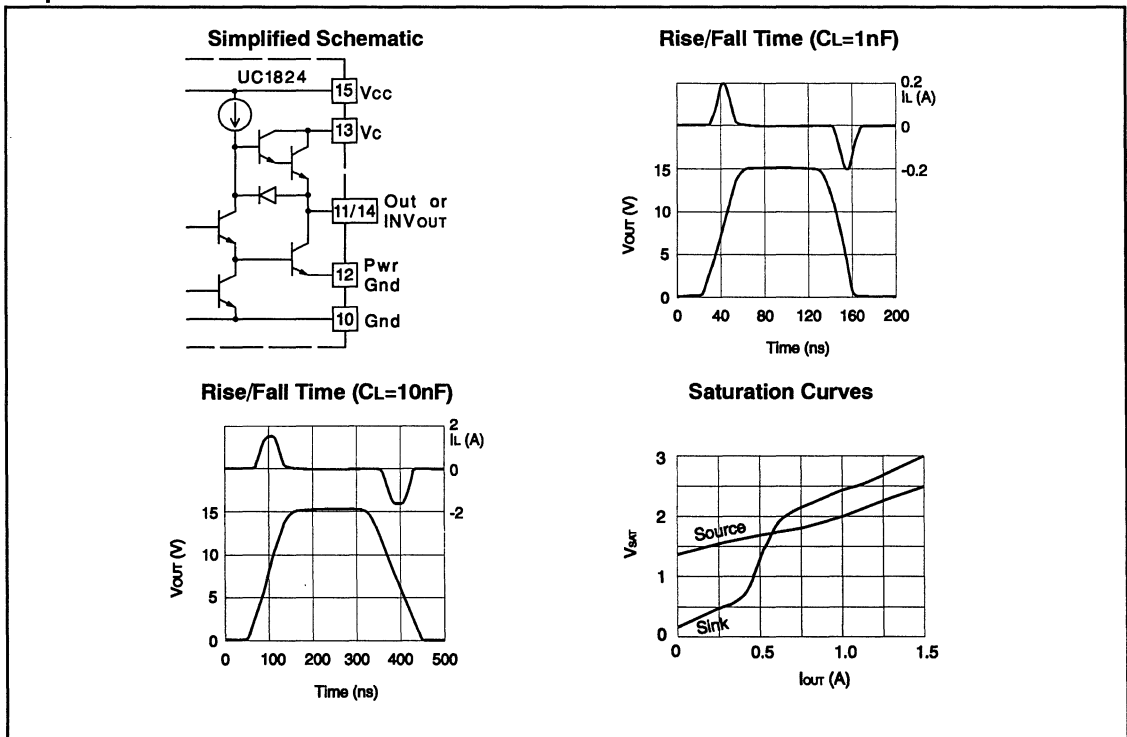 Simplified Schematic
UC1824
15 Vcc
13 Vc
11/14 Out or
INVOUT
12 Pwr
Gnd
10 Gnd
Rise/Fall Time (CL=1nF)
0.2
IL (A)
0
-0.2
15
10
5
0
VOUT (V)
0 40 80 120 160 200
Time (ns)
Rise/Fall Time (CL=10nF)
2
IL (A)
0
-2
15
10
5
0
VOUT (V)
0 100 200 300 400 500
Time (ns)
Saturation Curves
3
2
1
0
VSAT
Source
Sink
0 0.5 1.0 1.5
IOUT (A)